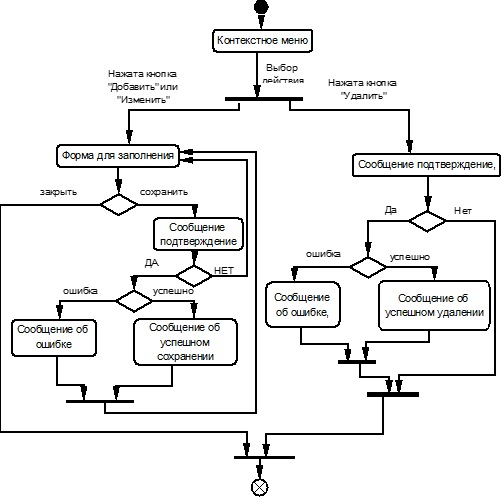 Контекстное меню
Выбор
действия
Нажата кнопка
"Добавить" или
"Изменить"
Нажата кнопка
"Удалить"
Форма для заполнения
Сообщение подтверждение,
закрыть
сохранить
Сообщение
подтверждение
Да
Нет
ДА
НЕТ
ошибка
успешно
ошибка
успешно
Сообщение
об ошибке,
Сообщение об
успешном удалении
Сообщение об
ошибке
Сообщение об
успешном
сохранении